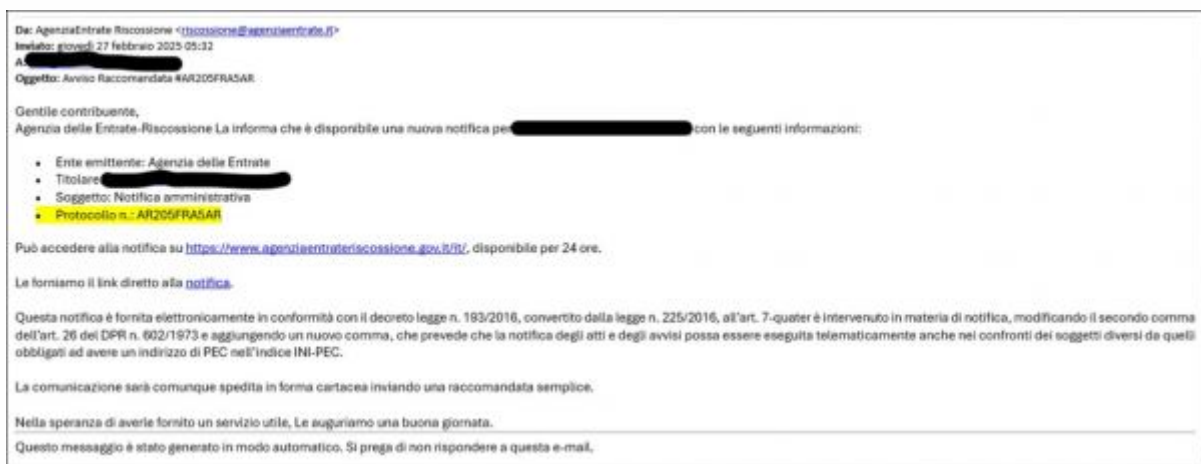 Da: AgenziaEntrate Riscossione <riscossione@agenziaentrate.it>
Inviato: giovedì 27 febbraio 2025 05:32
A:
Oggetto: Avviso Raccomandata #AR205FRA5AR
Gentile contribuente,
Agenzia delle Entrate-Riscossione La informa che è disponibile una nuova notifica per con le seguenti informazioni:
• Ente emittente: Agenzia delle Entrate
• Titolare
• Soggetto: Notifica amministrativa
• Protocollo n.: AR205FRA5AR
Può accedere alla notifica su https://www.agenziaentrateriscossione.gov.it/it/, disponibile per 24 ore.
Le forniamo il link diretto alla notifica.
Questa notifica è fornita elettronicamente in conformità con il decreto legge n. 193/2016, convertito dalla legge n. 225/2016, all'art. 7-quater è intervenuto in materia di notifica, modificando il secondo comma
dell'art. 26 del DPR n. 602/1973 e aggiungendo un nuovo comma, che prevede che la notifica degli atti e degli avvisi possa essere eseguita telematicamente anche nei confronti dei soggetti diversi da quelli
obbligati ad avere un indirizzo di PEC nell'indice INI-PEC.
La comunicazione sarà comunque spedita in forma cartacea inviando una raccomandata semplice.
Nella speranza di averle fornito un servizio utile, Le auguriamo una buona giornata.
Questo messaggio è stato generato in modo automatico. Si prega di non rispondere a questa e-mail.